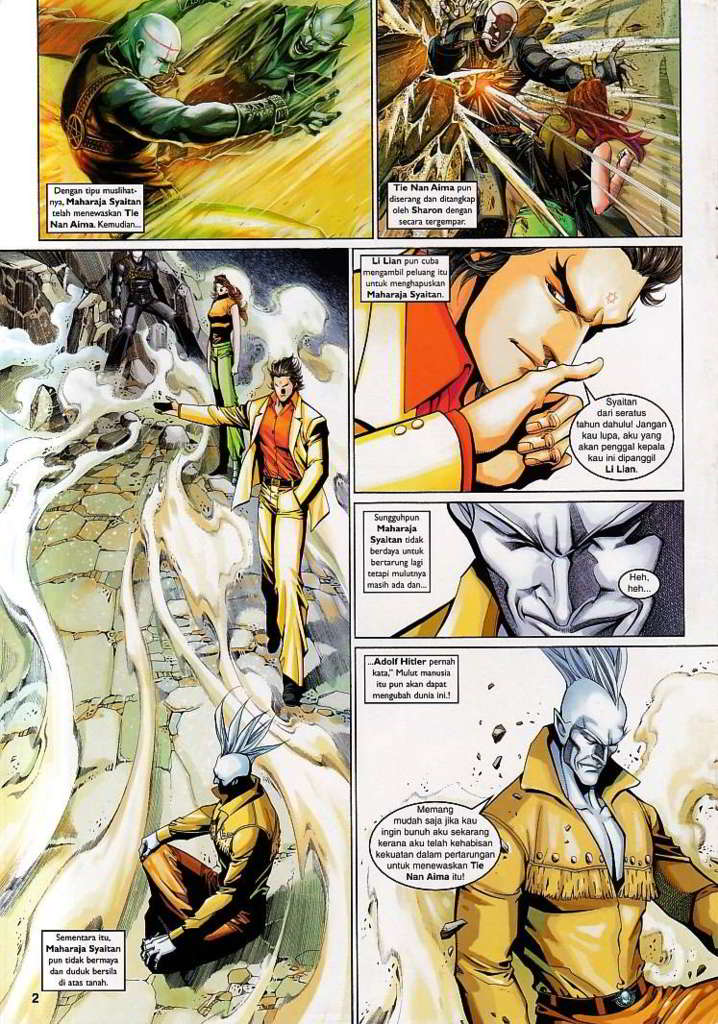 Dengan tipu muslihat-
nya, Maharaja Syaitan
telah menewaskan Tie
Nan Aima. Kemudian...
Tie Nan Aima pun
diserang dan ditangkap
oleh Sharon dengan
secara tergempar.
Li Lian pun cuba
mengambil peluang itu
untuk menghapuskan
Maharaja Syaitan.
Syaitan
dari seratus
tahun dahulu! Jangan
kau lupa, aku yang
akan penggal kepala
kau ini dipanggil
Li Lian.
Sungguhpun
Maharaja
Syaitan tidak
berdaya untuk
bertarung lagi
tetapi mulutnya
masih ada dan...
Heh,
heh...
...Adolf Hitler pernah
kata," Mulut manusia
itu pun akan dapat
mengubah dunia ini.!
Memang
mudah saja jika kau
ingin bunuh aku sekarang
kerana aku telah kehabisan
kekuatan dalam pertarungan
untuk menewaskan Tie
Nan Aima itu!
Sementara itu,
Maharaja Syaitan
pun tidak bermaya
dan duduk bersila
di atas tanah.
2